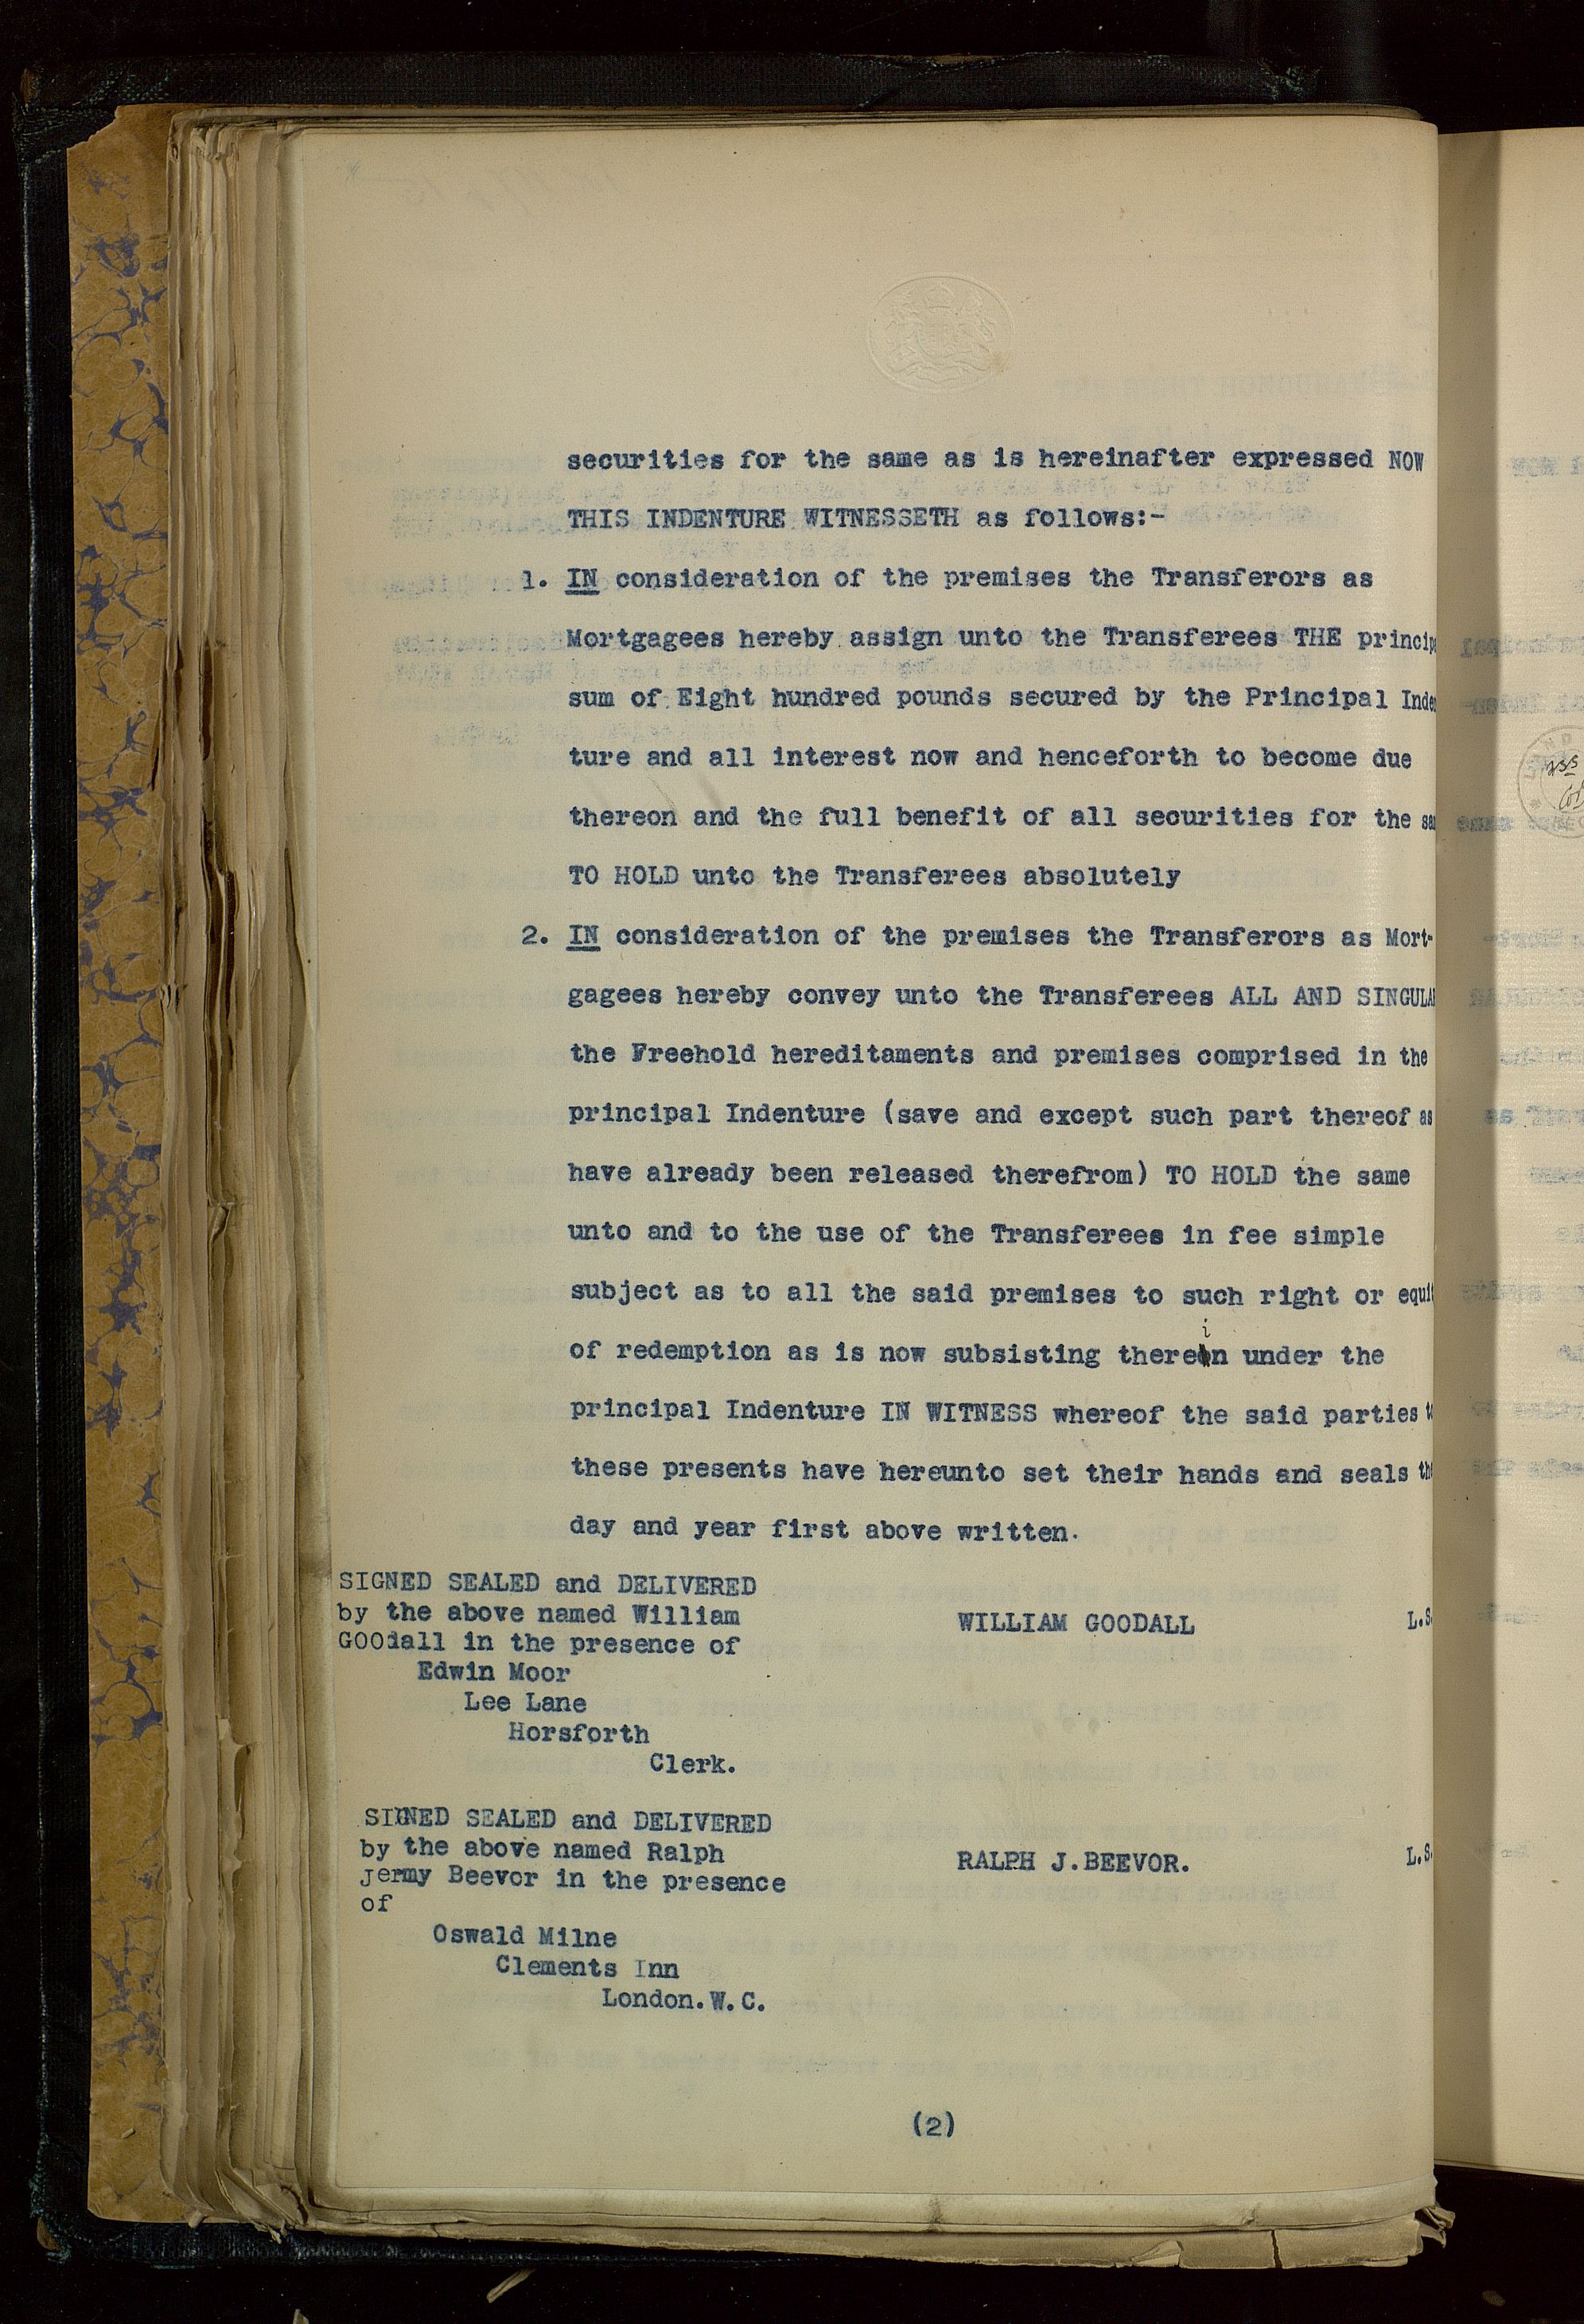 securities for the same as is hereinafter expressed NOW
THIS INDENTURE WITNESSETH as follows:-
1. IN consideration of the premises the Transferors as
Mortgagees hereby assign unto the Transferees THE princip
sum of Eight hundred pounds secured by the Principal Inden
ture and all interest now and henceforth to become due
thereon and the full benefit of all securities for the sa
TO HOLD unto the Transferees absolutely
2. IN consideration of the premises the Transferors as Mort-
gagees hereby convey unto the Transferees ALL AND SINGULA
the Freehold hereditaments and premises comprised in the
principal Indenture (save and except such part thereof as
have already been released therefrom) TO HOLD the same
unto and to the use of the Transferees in fee simple
subject as to all the said premises to such right or equit
of redemption as is now subsisting therein under the
principal Indenture IN WITNESS whereof the said parties t
these presents have hereunto set their hands and seals the
day and year first above written.
SIGNED SEALED and DELIVERED
by the above named William
GOOdall in the presence of
WILLIAM GOODALL L.S.
Edwin Moor
Lee Lane
Horsforth
Clerk.
SIGNED SEALED and DELIVERED
by the above named Ralph
Jermy Beevor in the presence
of
RALPH J.BEEVOR. L.S.
Oswald Milne
Clements Inn
London.W.C.
(2)